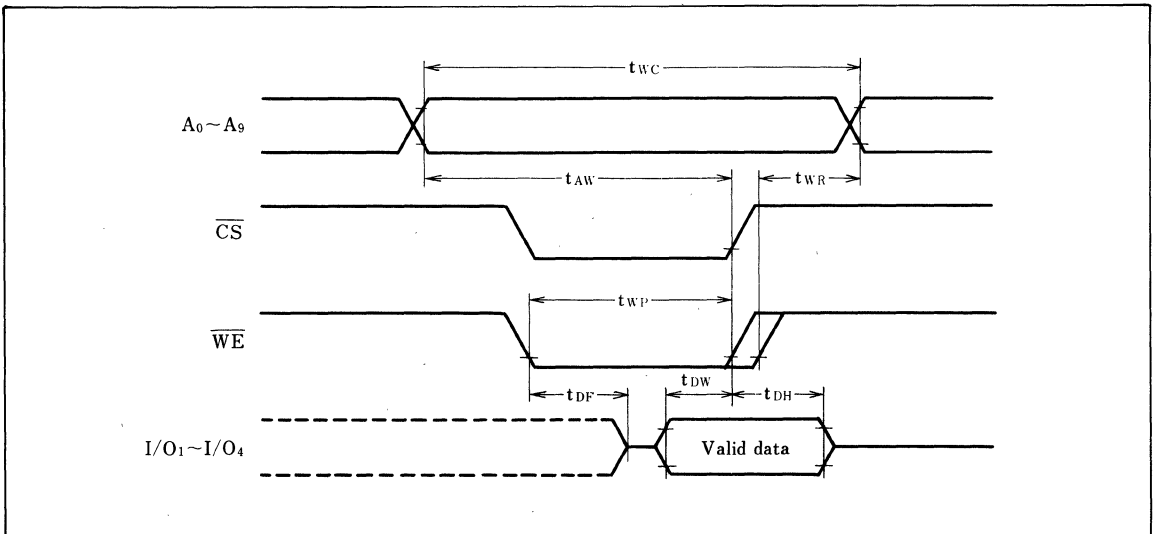 tWC
A0~A9
tAW
tWR
CS
tWP
WE
tDW
tDF
tDH
I/O1~I/O4
Valid data